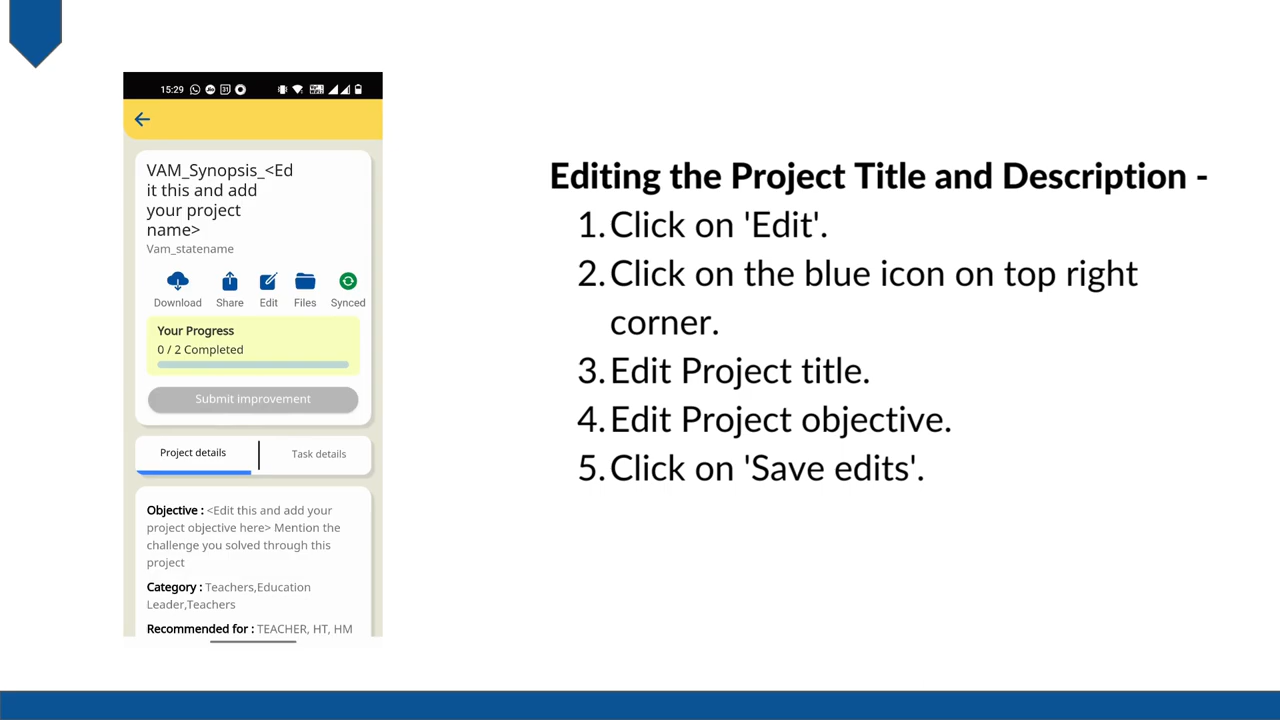 15:29
VAM_Synopsis_<Ed
it this and add
your project
name>
Vam_statename
Download Share Edit Files Synced
Your Progress
0 / 2 Completed
Submit improvement
Project details Task details
Objective : <Edit this and add your
project objective here> Mention the
challenge you solved through this
project
Category : Teachers,Education
Leader,Teachers
Recommended for : TEACHER, HT, HM
Editing the Project Title and Description -
1. Click on 'Edit'.
2. Click on the blue icon on top right
corner.
3. Edit Project title.
4. Edit Project objective.
5. Click on 'Save edits'.